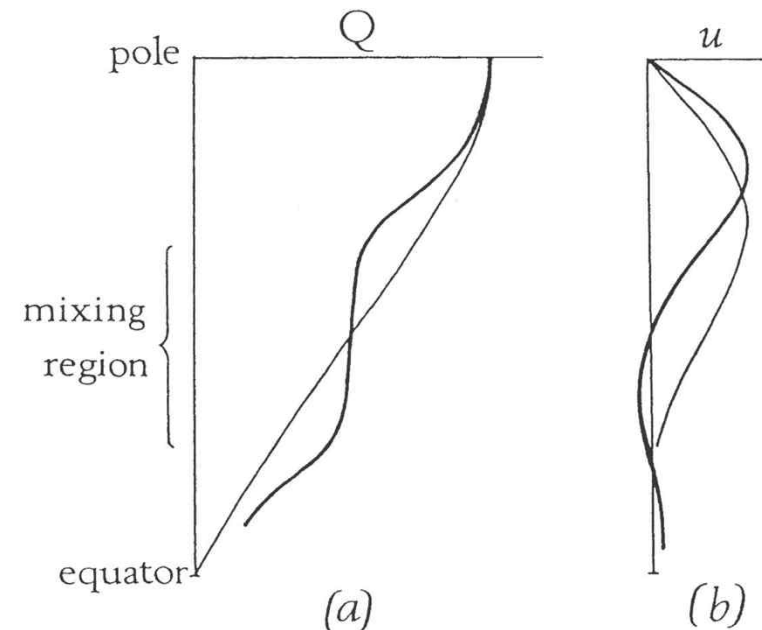 Q
u
pole
mixing
region
equator
(a)
(b)